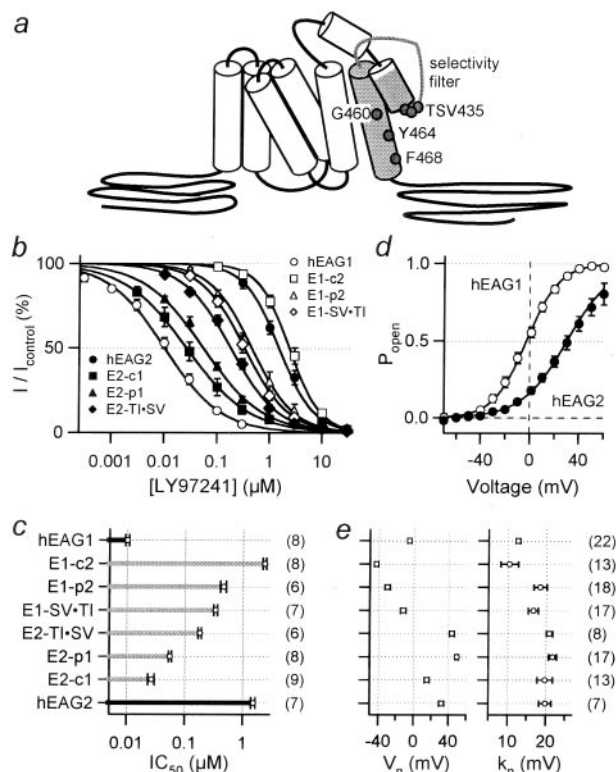 a
selectivity
filter
G460
TSV435
Y464
F468
b
I / Icontrol (%)
100
50
0
hEAG1
E1-c2
E1-p2
E1-SV•TI
hEAG2
E2-c1
E2-p1
E2-TI•SV
0.001 0.01 0.1 1 10
[LY97241] (µM)
d
Popen
1.0
0.5
0.0
hEAG1
hEAG2
-40 0 40
Voltage (mV)
c
hEAG1 (8)
E1-c2 (8)
E1-p2 (6)
E1-SV•TI (7)
E2-TI•SV (6)
E2-p1 (8)
E2-c1 (9)
hEAG2 (7)
0.01 0.1 1
IC50 (µM)
e
(22)
(13)
(18)
(17)
(8)
(17)
(13)
(7)
-40 0 40
Vn (mV)
10 20
kn (mV)